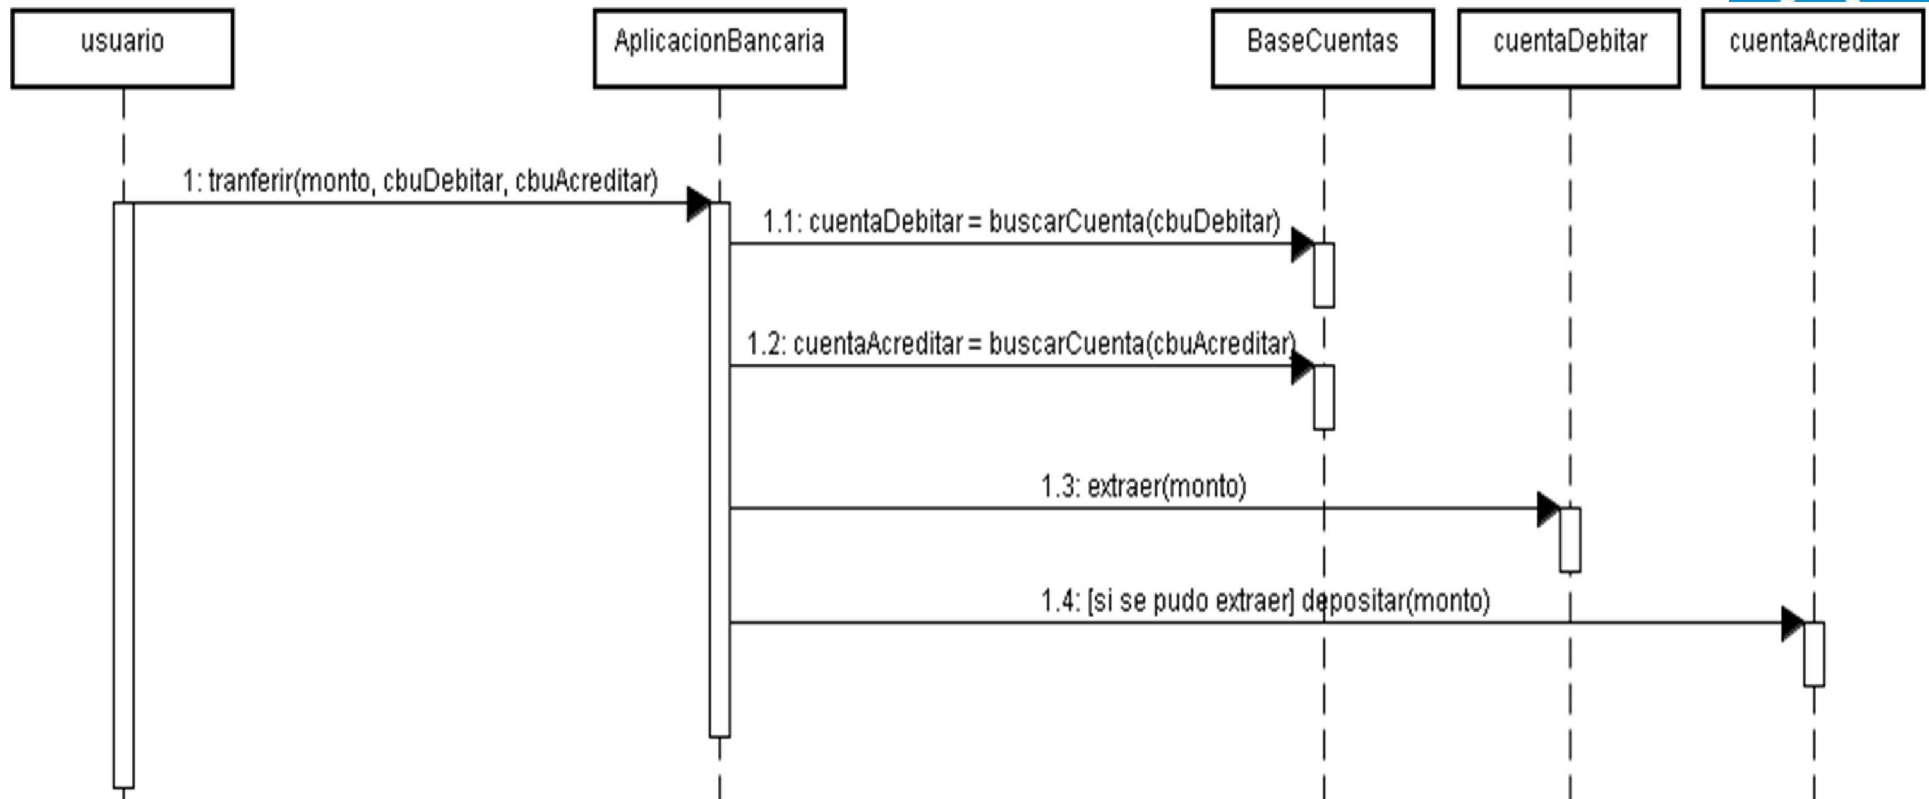 usuario
AplicacionBancaria
BaseCuentas
cuentaDebitar
cuentaAcreditar
1: tranferir(monto, cbuDebitar, cbuAcreditar)
1.1: cuentaDebitar = buscarCuenta(cbuDebitar)
1.2: cuentaAcreditar = buscarCuenta(cbuAcreditar)
1.3: extraer(monto)
1.4: [si se pudo extraer] depositar(monto)